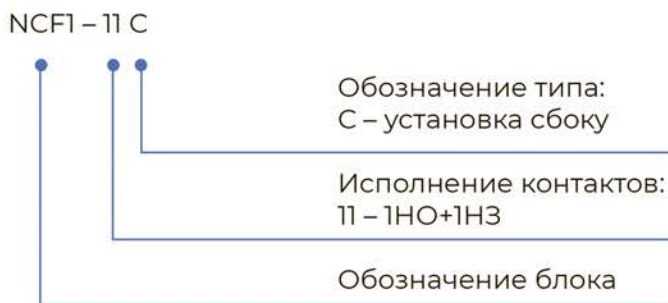 NCF1 – 11 C
Обозначение типа:
C – установка сбоку
Исполнение контактов:
11 – 1НО+1НЗ
Обозначение блока